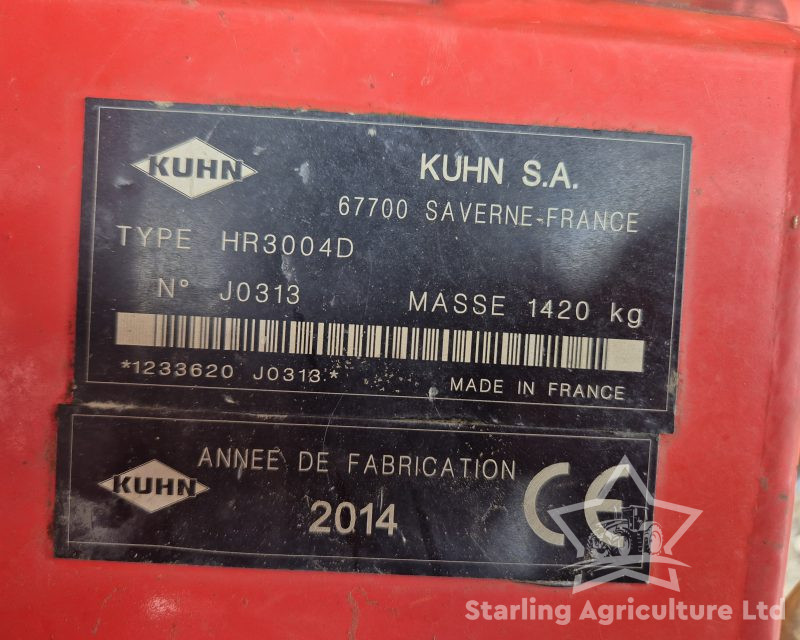 KUHN
KUHN S.A.
67700 SAVERNE-FRANCE
TYPE HR3004D
N° J0313 MASSE 1420 kg
*1233620 J0313*
MADE IN FRANCE
KUHN
ANNEE DE FABRICATION
2014
CE
Starling Agriculture Ltd